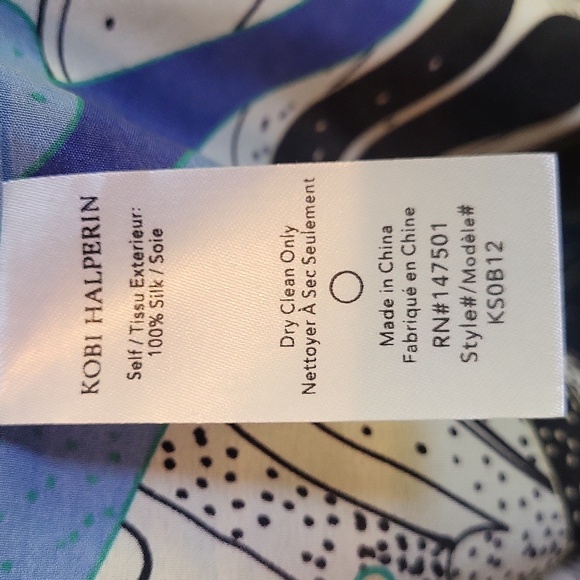 KOBI HALPERIN
Self / Tissu Exterieur:
100% Silk / Soie
Dry Clean Only
Nettoyer À Sec Seulement
Made in China
Fabriqué en Chine
RN#147501
Style#/Modèle#
KS0B12